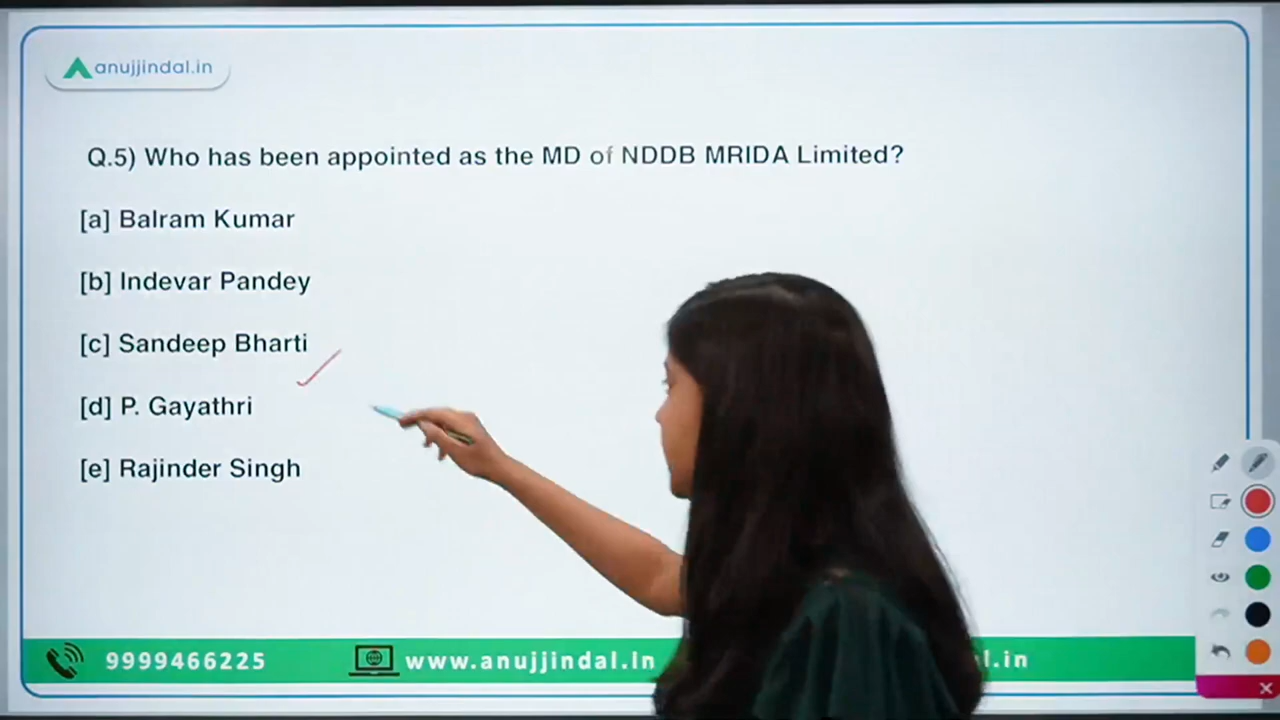 anujjindal.in
Q.5) Who has been appointed as the MD of NDDB MRIDA Limited?
[a] Balram Kumar
[b] Indevar Pandey
[c] Sandeep Bharti
[d] P. Gayathri
[e] Rajinder Singh
9999466225
www.anujjindal.in
l.in